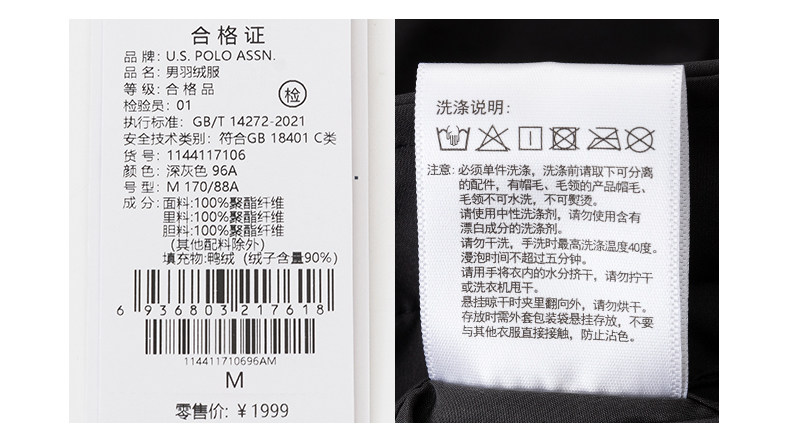 合格证
品 牌: U.S. POLO ASSN.
品 名: 男羽绒服
等 级: 合 格 品
检
检验员: 01
执行标准: GB/T 14272-2021
安全技术类别: 符合GB 18401 C类
货 号: 1144117106
颜 色: 深灰色 96A
号 型: M 170/88A
成 分: 面料:100%聚酯纤维
里料:100%聚酯纤维
胆料:100%聚酯纤维
(其他配料除外)
填充物:鸭绒 (绒子含量90%)
6 936803 217618
114411710696AM
M
零售价: ¥1999
洗涤说明:
注意: 必须单件洗涤, 洗涤前请取下可分离
的配件, 有帽毛、毛领的产品帽毛、
毛领不可水洗, 不可熨烫。
请使用中性洗涤剂, 请勿使用含有
漂白成分的洗涤剂。
请勿干洗, 手洗时最高洗涤温度40度。
浸泡时间不超过五分钟。
请用手将衣内的水分挤干, 请勿拧干
或洗衣机甩干。
悬挂晾干时夹里翻向外, 请勿烘干。
存放时需外套包装袋悬挂存放, 不要
与其他衣服直接接触, 防止沾色。